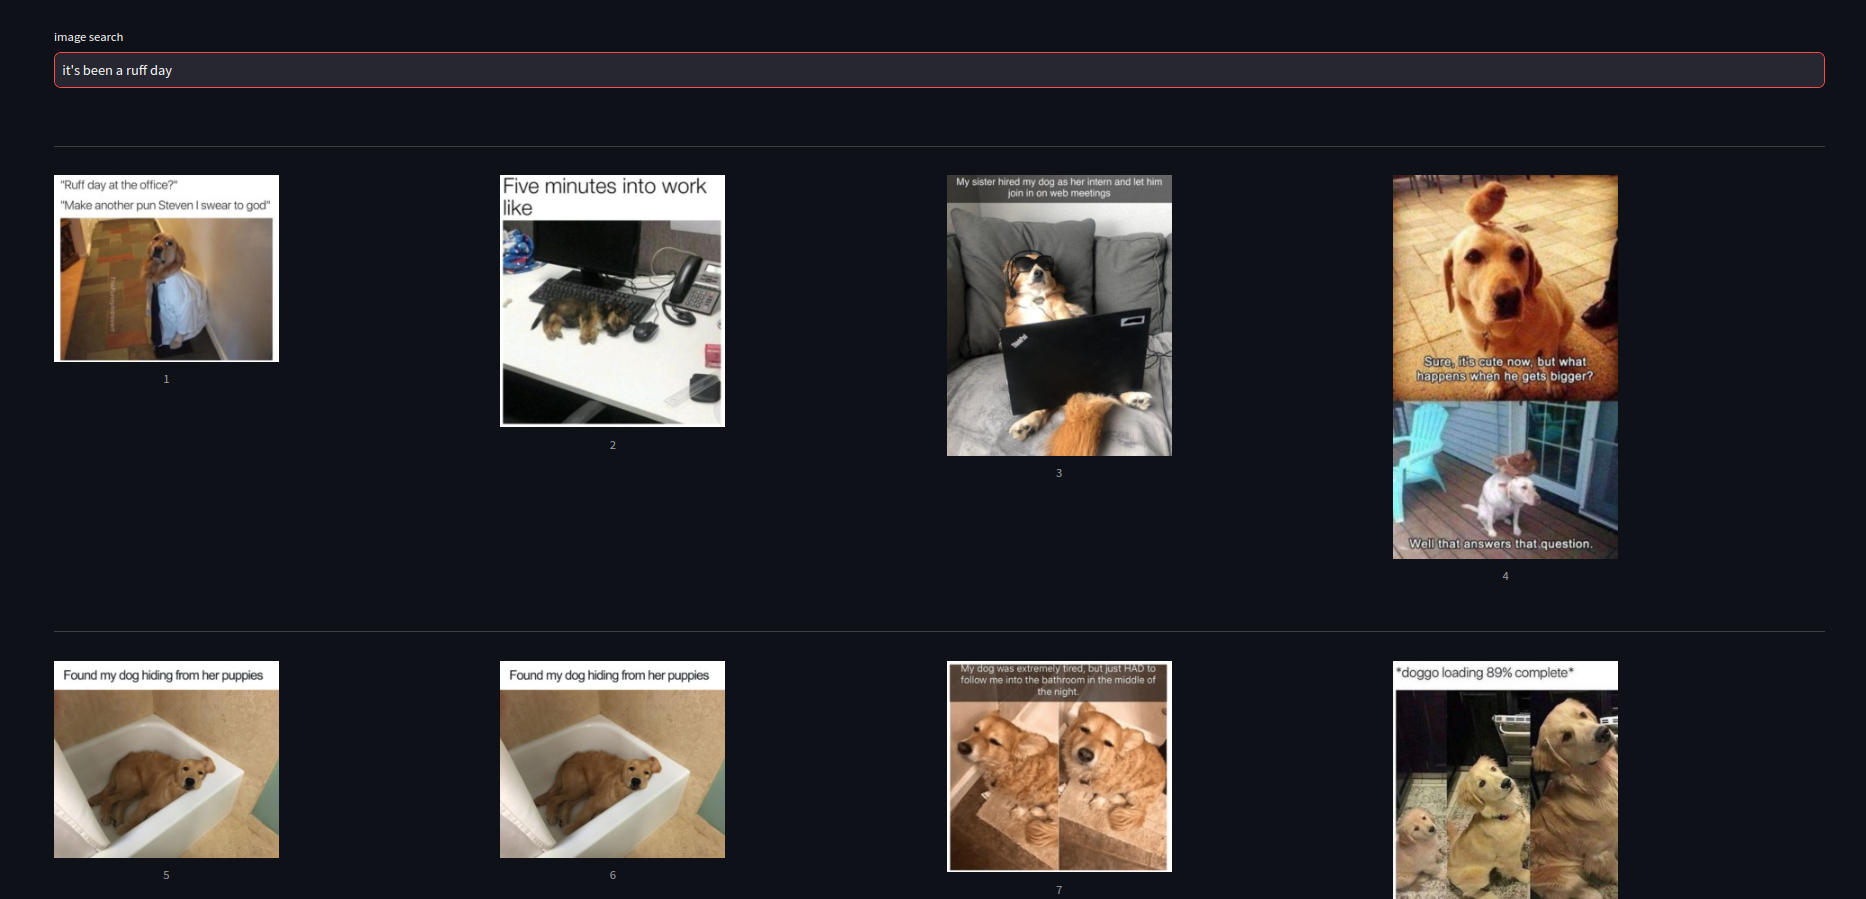 image search
it's been a ruff day
"Ruff day at the office?"
"Make another pun Steven I swear to god"
1
Five minutes into work
like
2
My sister hired my dog as her intern and let him
join in on web meetings
ThinkPad
3
Sure, it's cute now, but what
happens when he gets bigger?
Well that answers that question.
4
Found my dog hiding from her puppies
5
Found my dog hiding from her puppies
6
My dog was extremely tired, but just HAD to
follow me into the bathroom in the middle of
the night.
7
*doggo loading 89% complete*